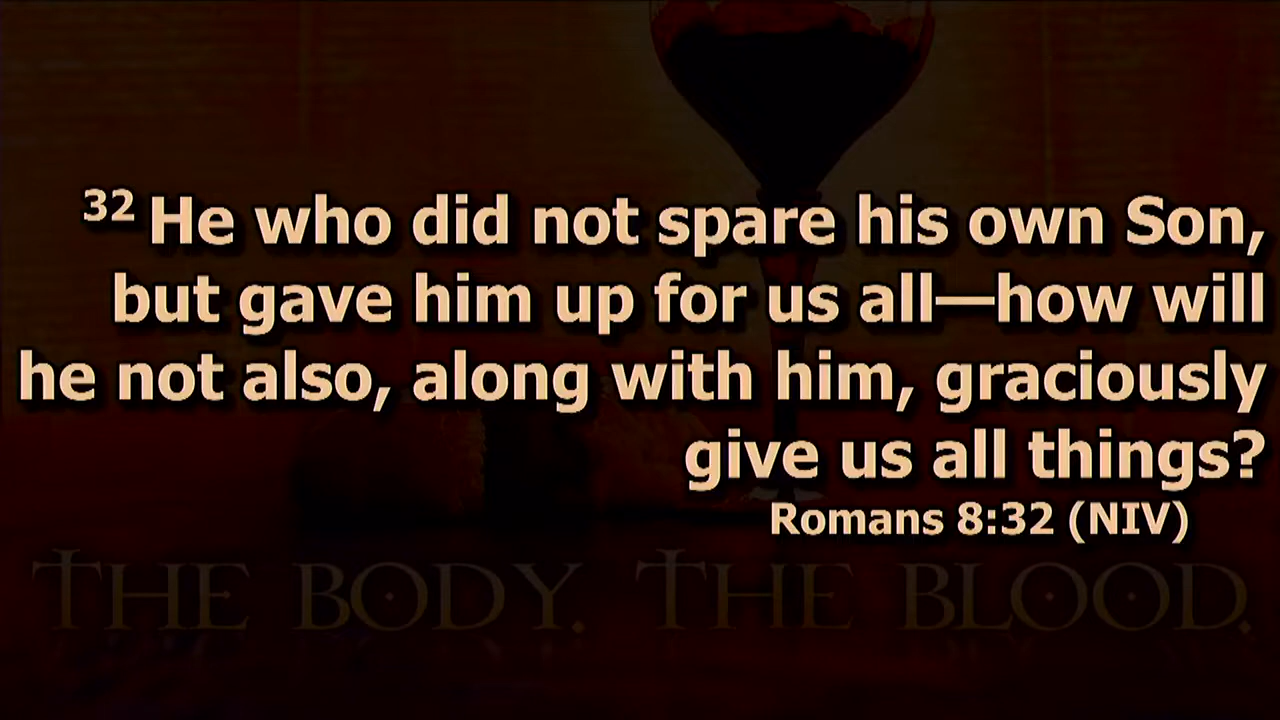 32 He who did not spare his own Son,
but gave him up for us all—how will
he not also, along with him, graciously
give us all things?
Romans 8:32 (NIV)
THE BODY. THE BLOOD.